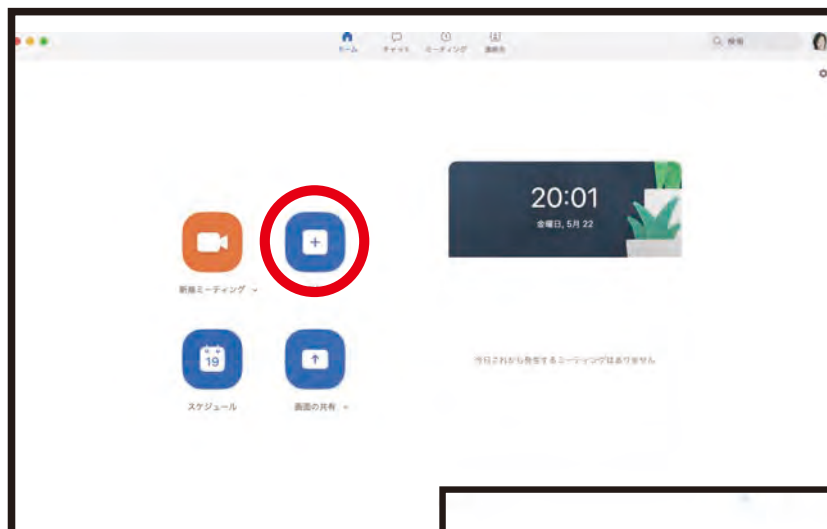 ホーム チャット ミーティング 連絡先
検索
20:01
金曜日, 5月 22
新規ミーティング
19
スケジュール
画面の共有
今日これから発生するミーティングはありません